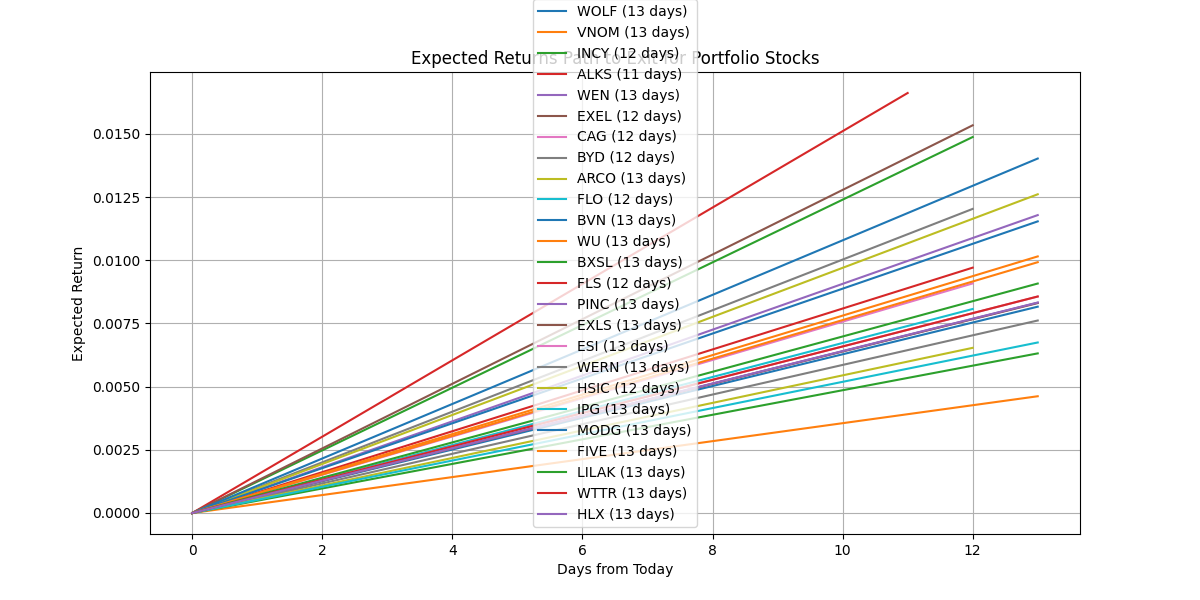 WOLF (13 days)
VNOM (13 days)
INCY (12 days)
Expected Returns Path to Exit for Portfolio Stocks
ALKS (11 days)
WEN (13 days)
EXEL (12 days)
CAG (12 days)
BYD (12 days)
ARCO (13 days)
FLO (12 days)
BVN (13 days)
WU (13 days)
BXSL (13 days)
FLS (12 days)
PINC (13 days)
EXLS (13 days)
ESI (13 days)
WERN (13 days)
HSIC (12 days)
IPG (13 days)
MODG (13 days)
FIVE (13 days)
LILAK (13 days)
WTTR (13 days)
HLX (13 days)
0.0150
0.0125
0.0100
0.0075
0.0050
0.0025
0.0000
Expected Return
0 2 4 6 8 10 12
Days from Today